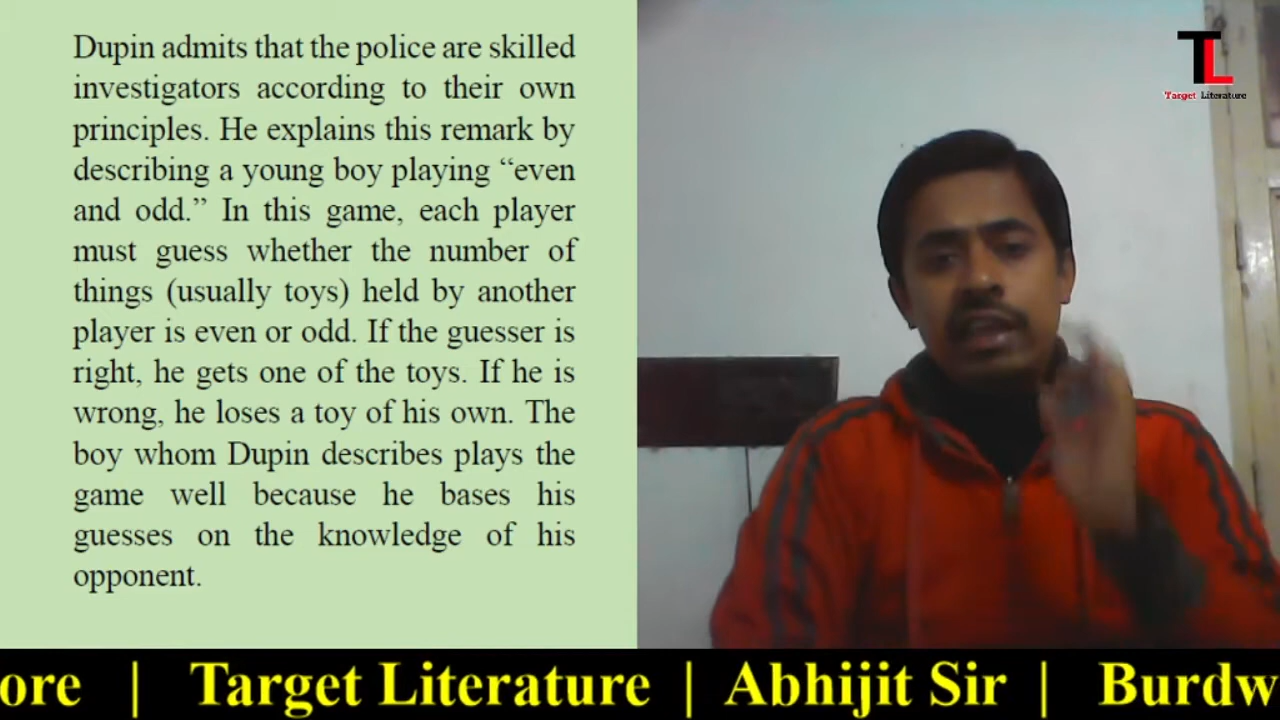 Dupin admits that the police are skilled
investigators according to their own
principles. He explains this remark by
describing a young boy playing “even
and odd.” In this game, each player
must guess whether the number of
things (usually toys) held by another
player is even or odd. If the guesser is
right, he gets one of the toys. If he is
wrong, he loses a toy of his own. The
boy whom Dupin describes plays the
game well because he bases his
guesses on the knowledge of his
opponent.
TL
Target Literature
ore | Target Literature | Abhijit Sir | Burdw